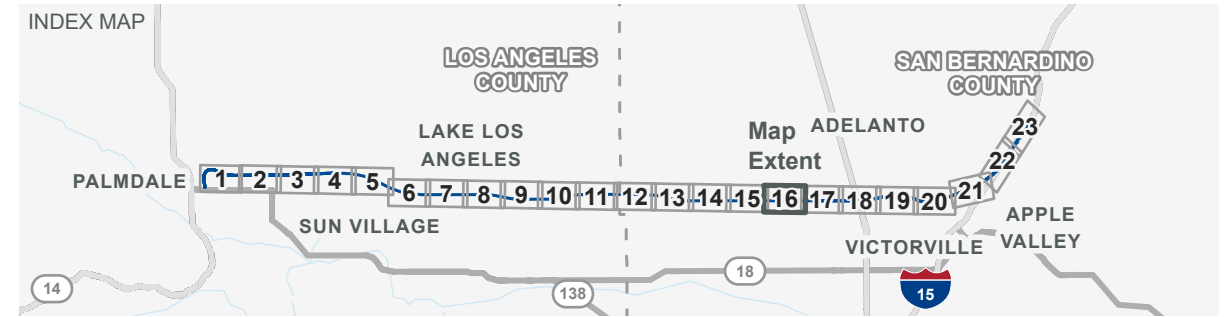 INDEX MAP
LOS ANGELES
COUNTY
SAN BERNARDINO
COUNTY
LAKE LOS
ANGELES
Map
Extent
ADELANTO
PALMDALE
1 2 3 4 5 6 7 8 9 10 11 12 13 14 15 16 17 18 19 20 21 22 23
SUN VILLAGE
VICTORVILLE
APPLE
VALLEY
14
138
18
15